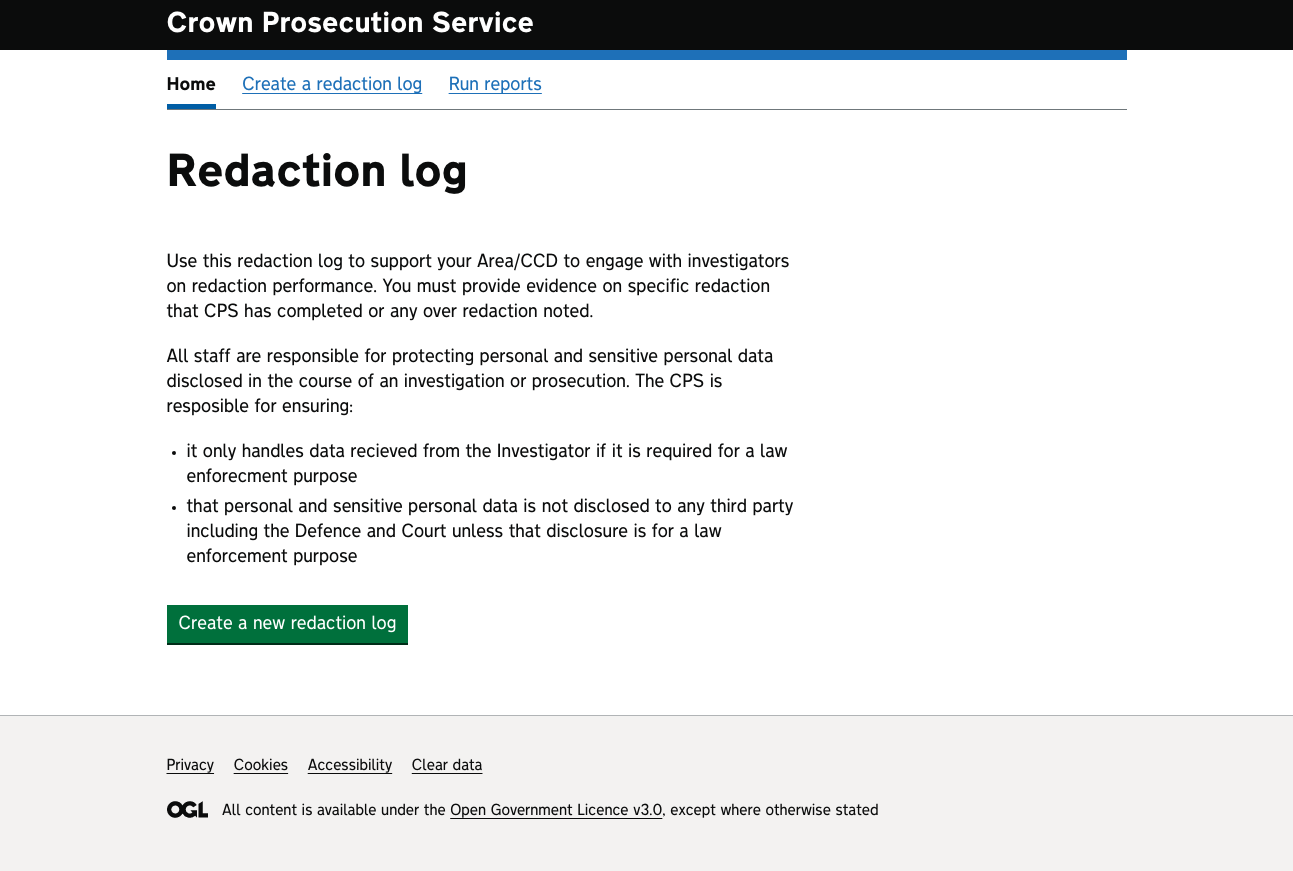 Crown Prosecution Service
Home Create a redaction log Run reports
Redaction log
Use this redaction log to support your Area/CCD to engage with investigators
on redaction performance. You must provide evidence on specific redaction
that CPS has completed or any over redaction noted.
All staff are responsible for protecting personal and sensitive personal data
disclosed in the course of an investigation or prosecution. The CPS is
resposible for ensuring:
• it only handles data recieved from the Investigator if it is required for a law
enforecment purpose
• that personal and sensitive personal data is not disclosed to any third party
including the Defence and Court unless that disclosure is for a law
enforcement purpose
Create a new redaction log
Privacy Cookies Accessibility Clear data
OGL All content is available under the Open Government Licence v3.0, except where otherwise stated